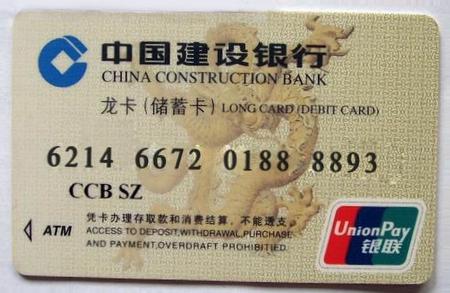 中国建设银行
CHINA CONSTRUCTION BANK
龙卡(储蓄卡) LONG CARD (DEBIT CARD)
6214 6672 0188 8893
CCB SZ
凭卡办理存取款和消费结算，不能透支。
ATM ACCESS TO DEPOSIT,WITHDRAWAL,PURCHASE
AND PAYMENT,OVERDRAFT PROHIBITED.
UnionPay
银联